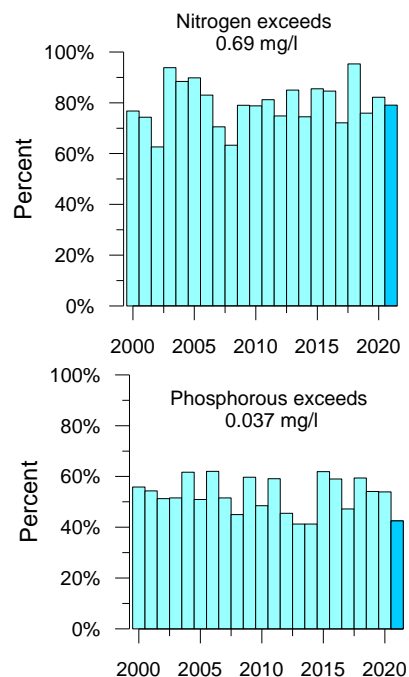 Nitrogen exceeds
0.69 mg/l
100%
80%
60%
40%
20%
0%
Percent
2000 2005 2010 2015 2020
100%
80%
60%
40%
20%
0%
Percent
Phosphorous exceeds
0.037 mg/l
2000 2005 2010 2015 2020